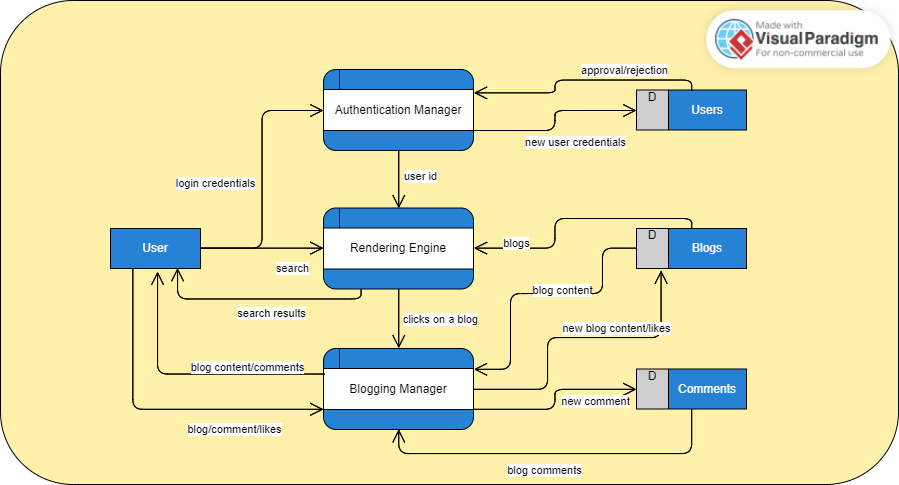 Made with
VisualParadigm
For non-commercial use
approval/rejection
D
Users
Authentication Manager
new user credentials
user id
login credentials
User
Rendering Engine
blogs
D
Blogs
search
blog content
search results
clicks on a blog
new blog content/likes
blog content/comments
Blogging Manager
D
Comments
new comment
blog/comment/likes
blog comments